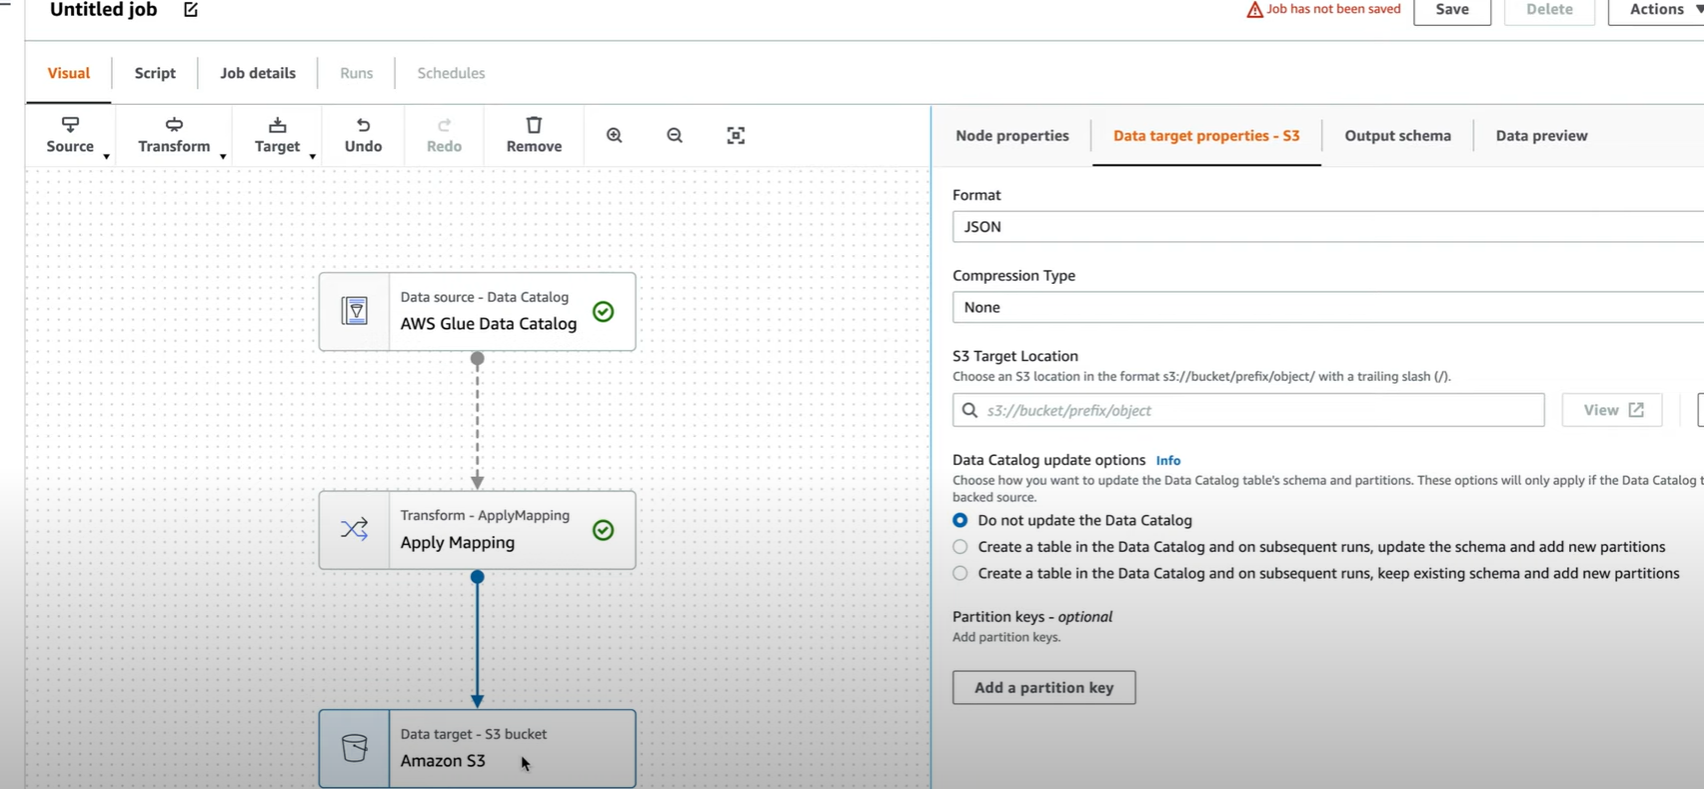 Untitled job
Job has not been saved
Save
Delete
Actions
Visual
Script
Job details
Runs
Schedules
Source
Transform
Target
Undo
Redo
Remove
Node properties
Data target properties - S3
Output schema
Data preview
Data source - Data Catalog
AWS Glue Data Catalog
Transform - ApplyMapping
Apply Mapping
Data target - S3 bucket
Amazon S3
Format
JSON
Compression Type
None
S3 Target Location
Choose an S3 location in the format s3://bucket/prefix/object/ with a trailing slash (/).
s3://bucket/prefix/object
View
Data Catalog update options Info
Choose how you want to update the Data Catalog table's schema and partitions. These options will only apply if the Data Catalog t
backed source.
Do not update the Data Catalog
Create a table in the Data Catalog and on subsequent runs, update the schema and add new partitions
Create a table in the Data Catalog and on subsequent runs, keep existing schema and add new partitions
Partition keys - optional
Add partition keys.
Add a partition key